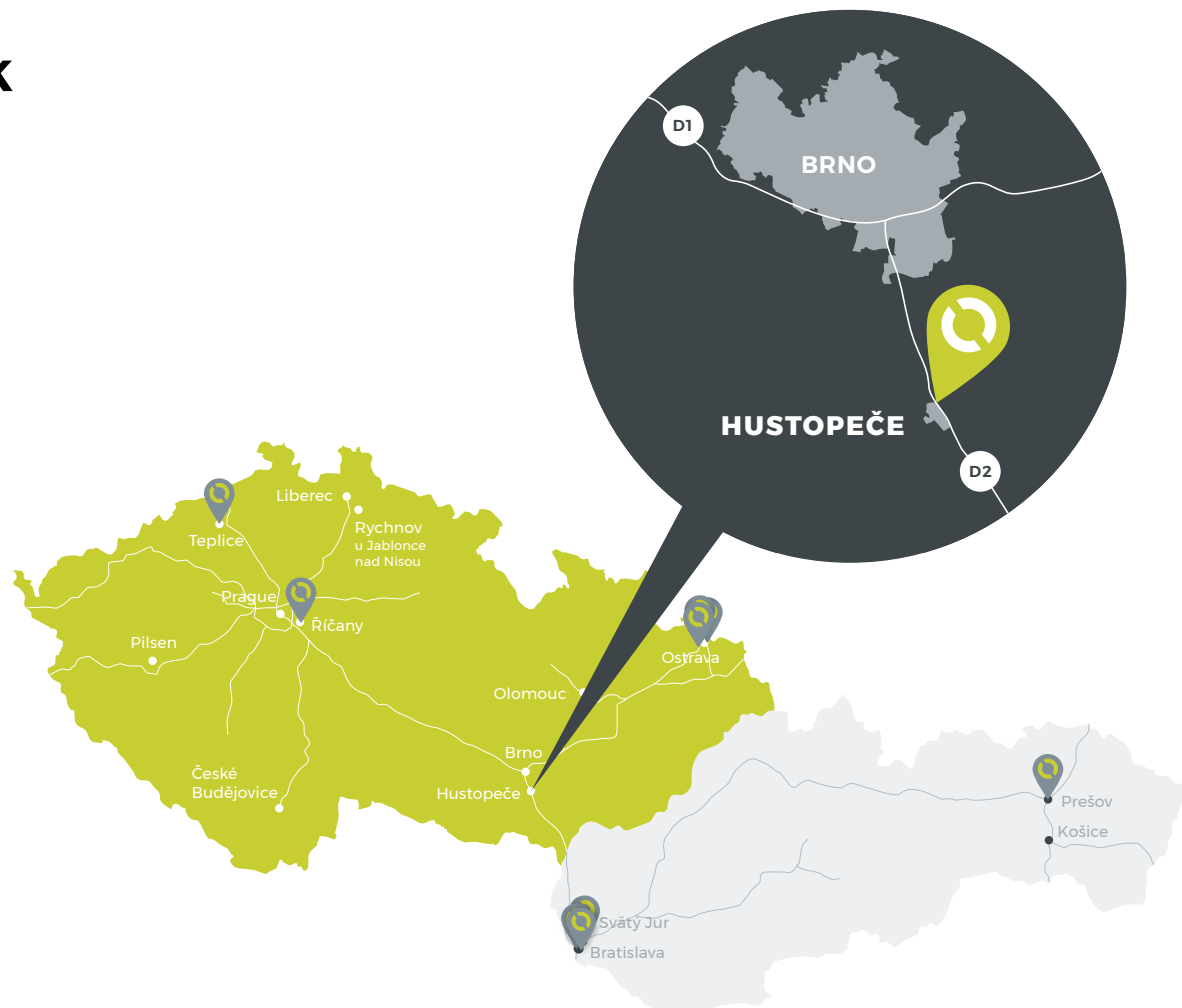 K
D1
BRNO
HUSTOPEČE
D2
Liberec
Rychnov
u Jablonce
nad Nisou
Teplice
Prague
Říčany
Pilsen
Ostrava
Olomouc
Brno
České
Budějovice
Hustopeče
Prešov
Košice
Svätý Jur
Bratislava